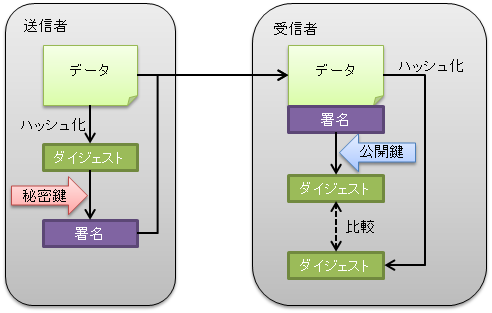 送信者
データ
ハッシュ化
ダイジェスト
秘密鍵
署名
受信者
データ
ハッシュ化
署名
公開鍵
ダイジェスト
比較
ダイジェスト